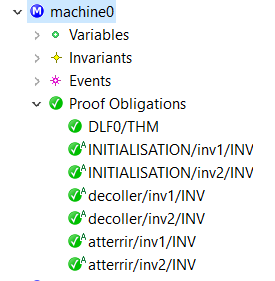 M machine0
Variables
Invariants
Events
Proof Obligations
DLF0/THM
A INITIALISATION/inv1/INV
A INITIALISATION/inv2/INV
A decoller/inv1/INV
A decoller/inv2/INV
A atterrir/inv1/INV
A atterrir/inv2/INV